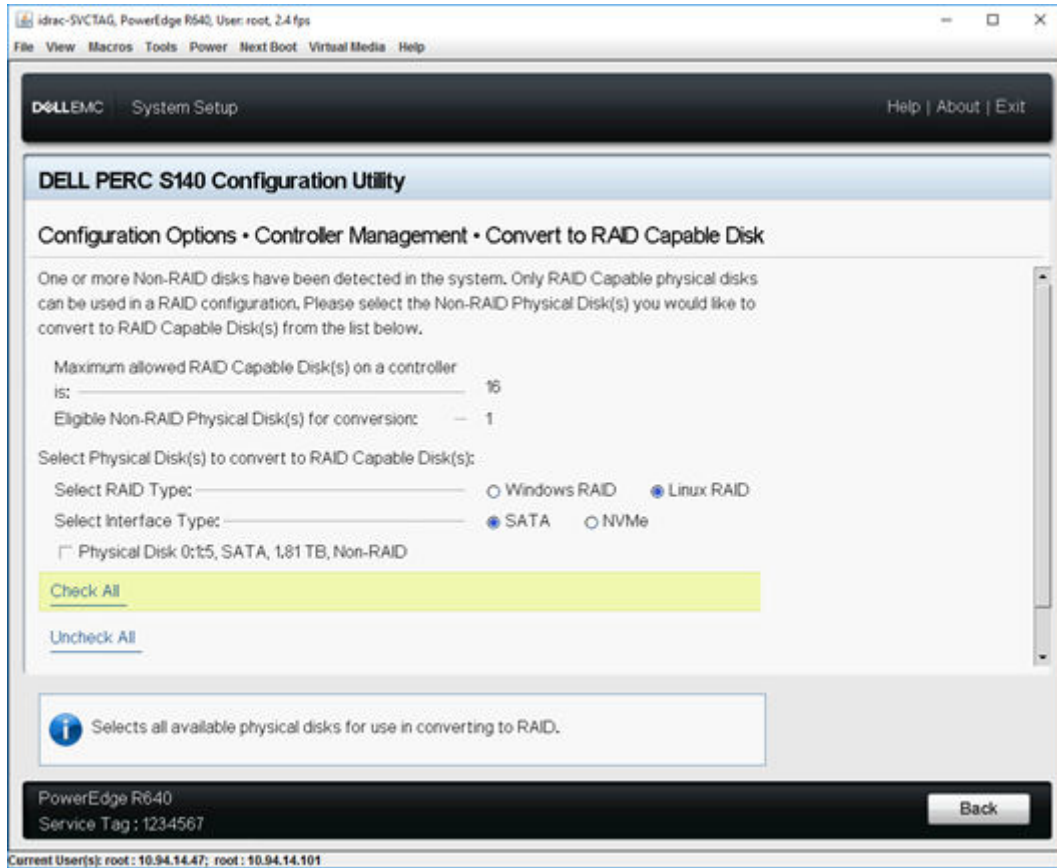 idrac-SVCTAG, PowerEdge R640, User: root, 2.4 fps
File View Macros Tools Power Next Boot Virtual Media Help
DELLEMC System Setup Help | About | Exit
DELL PERC S140 Configuration Utility
Configuration Options • Controller Management • Convert to RAID Capable Disk
One or more Non-RAID disks have been detected in the system. Only RAID Capable physical disks
can be used in a RAID configuration. Please select the Non-RAID Physical Disk(s) you would like to
convert to RAID Capable Disk(s) from the list below.
Maximum allowed RAID Capable Disk(s) on a controller
is: 16
Eligible Non-RAID Physical Disk(s) for conversion: 1
Select Physical Disk(s) to convert to RAID Capable Disk(s):
Select RAID Type: Windows RAID Linux RAID
Select Interface Type: SATA NVMe
Physical Disk 0:1:5, SATA, 1.81 TB, Non-RAID
Check All
Uncheck All
Selects all available physical disks for use in converting to RAID.
PowerEdge R640
Service Tag : 1234567
Back
Current User(s): root : 10.94.14.47; root : 10.94.14.101